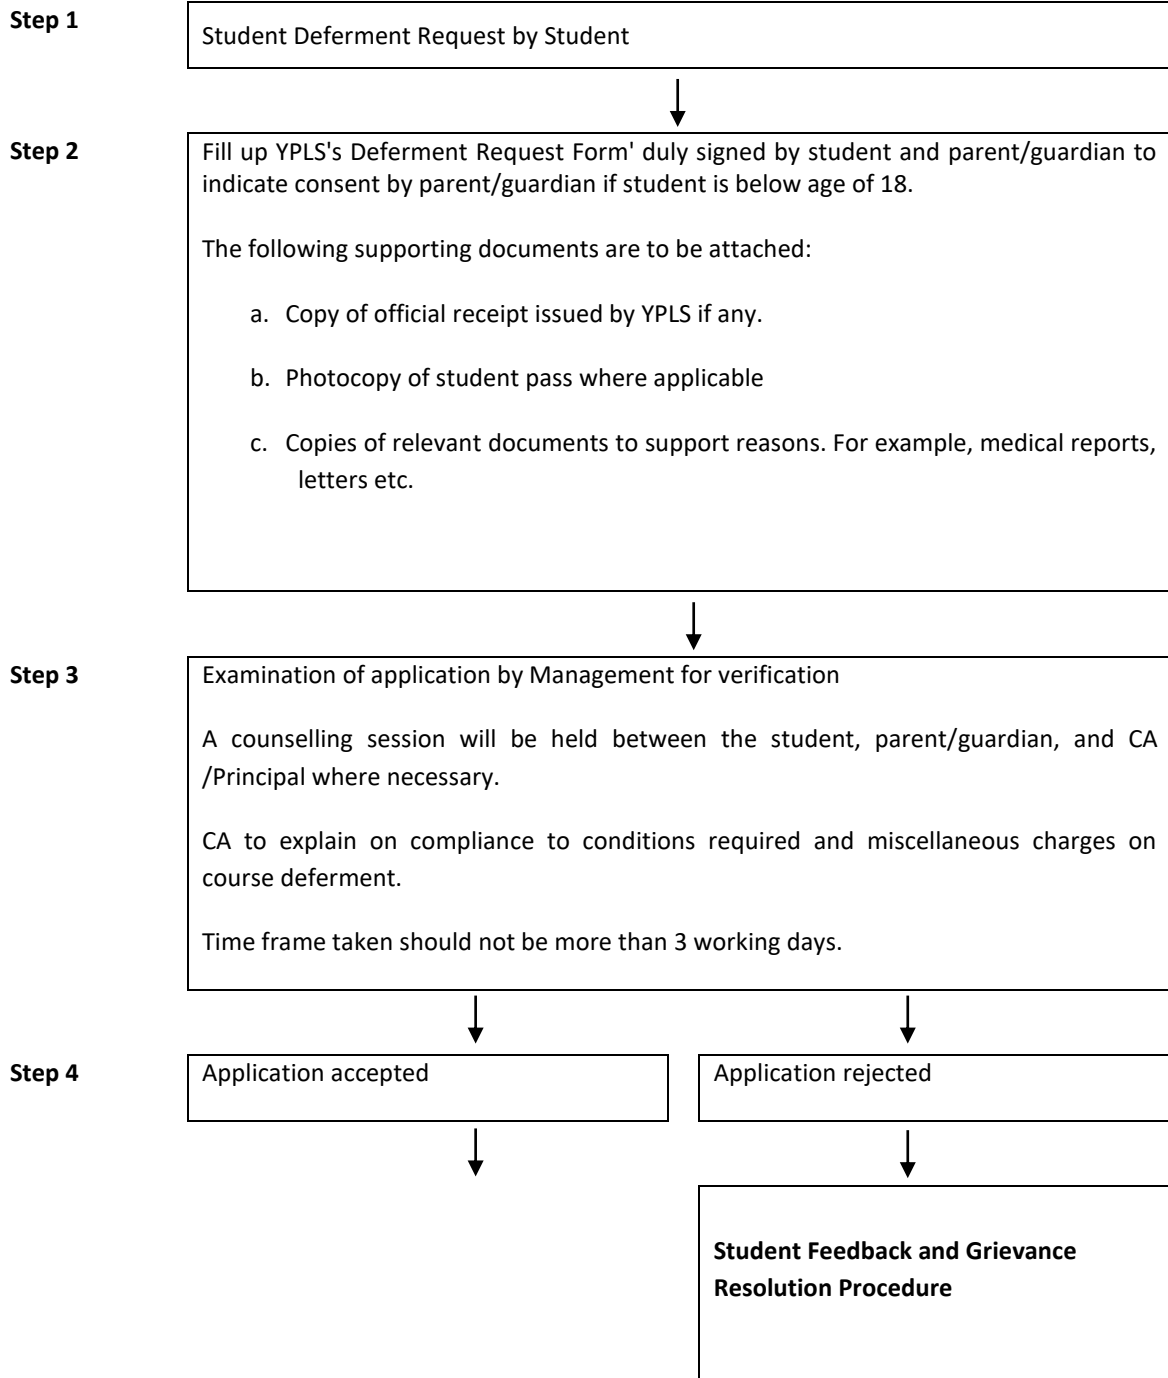 Step 1
Student Deferment Request by Student
Step 2
Fill up YPLS's Deferment Request Form' duly signed by student and parent/guardian to
indicate consent by parent/guardian if student is below age of 18.
The following supporting documents are to be attached:
a. Copy of official receipt issued by YPLS if any.
b. Photocopy of student pass where applicable
c. Copies of relevant documents to support reasons. For example, medical reports,
letters etc.
Step 3
Examination of application by Management for verification
A counselling session will be held between the student, parent/guardian, and CA
/Principal where necessary.
CA to explain on compliance to conditions required and miscellaneous charges on
course deferment.
Time frame taken should not be more than 3 working days.
Step 4
Application accepted
Application rejected
Student Feedback and Grievance
Resolution Procedure